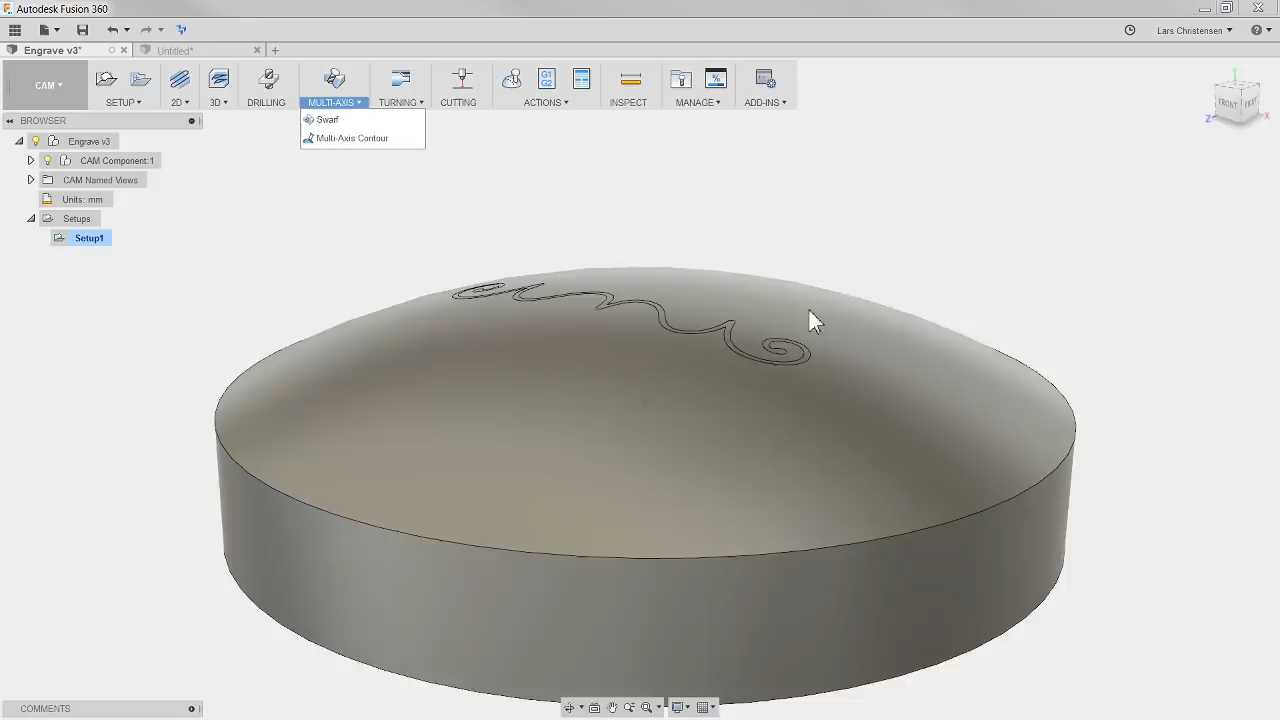 Autodesk Fusion 360
Lars Christensen
Engrave v3*
Untitled*
CAM
SETUP
2D
3D
DRILLING
MULTI-AXIS
TURNING
CUTTING
G1
G2
ACTIONS
INSPECT
MANAGE
ADD-INS
Swarf
Multi-Axis Contour
BROWSER
Engrave v3
CAM Component:1
CAM Named Views
Units: mm
Setups
Setup1
Y
FRONT
Z
X
COMMENTS